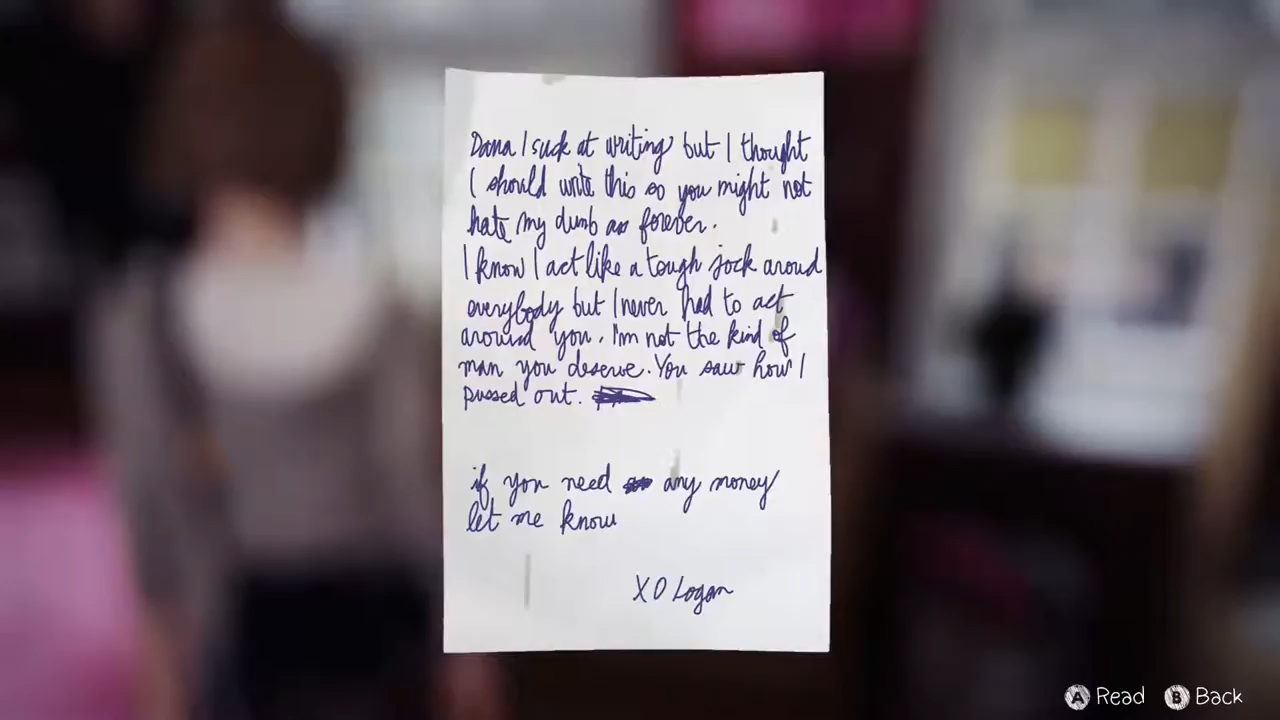 Dana I suck at writing but I thought
I should write this so you might not
hate my dumb ass forever.
I know I act like a tough jock aroud
everybody but I never had to act
around you. I'm not the kind of
man you deserve. You saw how I
pussed out.
if you need any money
let me know
XO Logan
A Read B Back